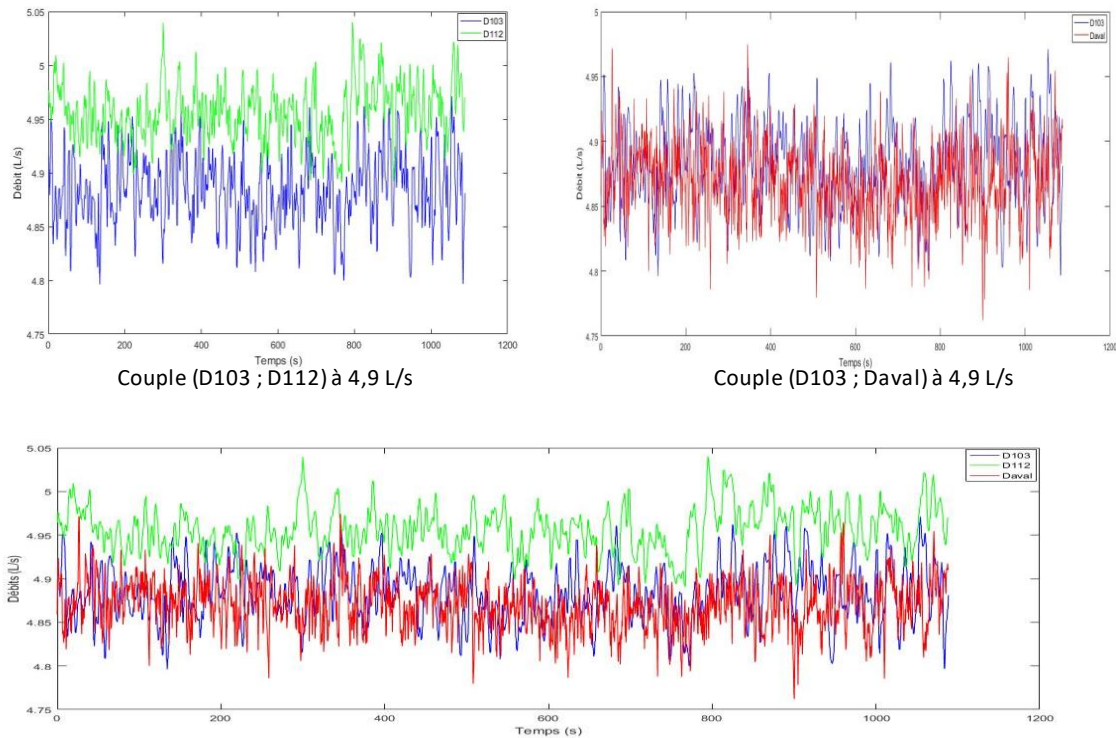 5.05
5
4.95
4.9
4.85
4.8
4.75
0
200
400
600
800
1000
1200
Débit (L/s)
Temps (s)
D103
D112
Couple (D103 ; D112) à 4,9 L/s
5
4.95
4.9
4.85
4.8
4.75
0
200
400
600
800
1000
1200
Débit (L/s)
Temps (s)
D103
Daval
Couple (D103 ; Daval) à 4,9 L/s
5.05
5
4.95
4.9
4.85
4.8
4.75
0
200
400
600
800
1000
1200
Débits (L/s)
Temps (s)
D103
D112
Daval